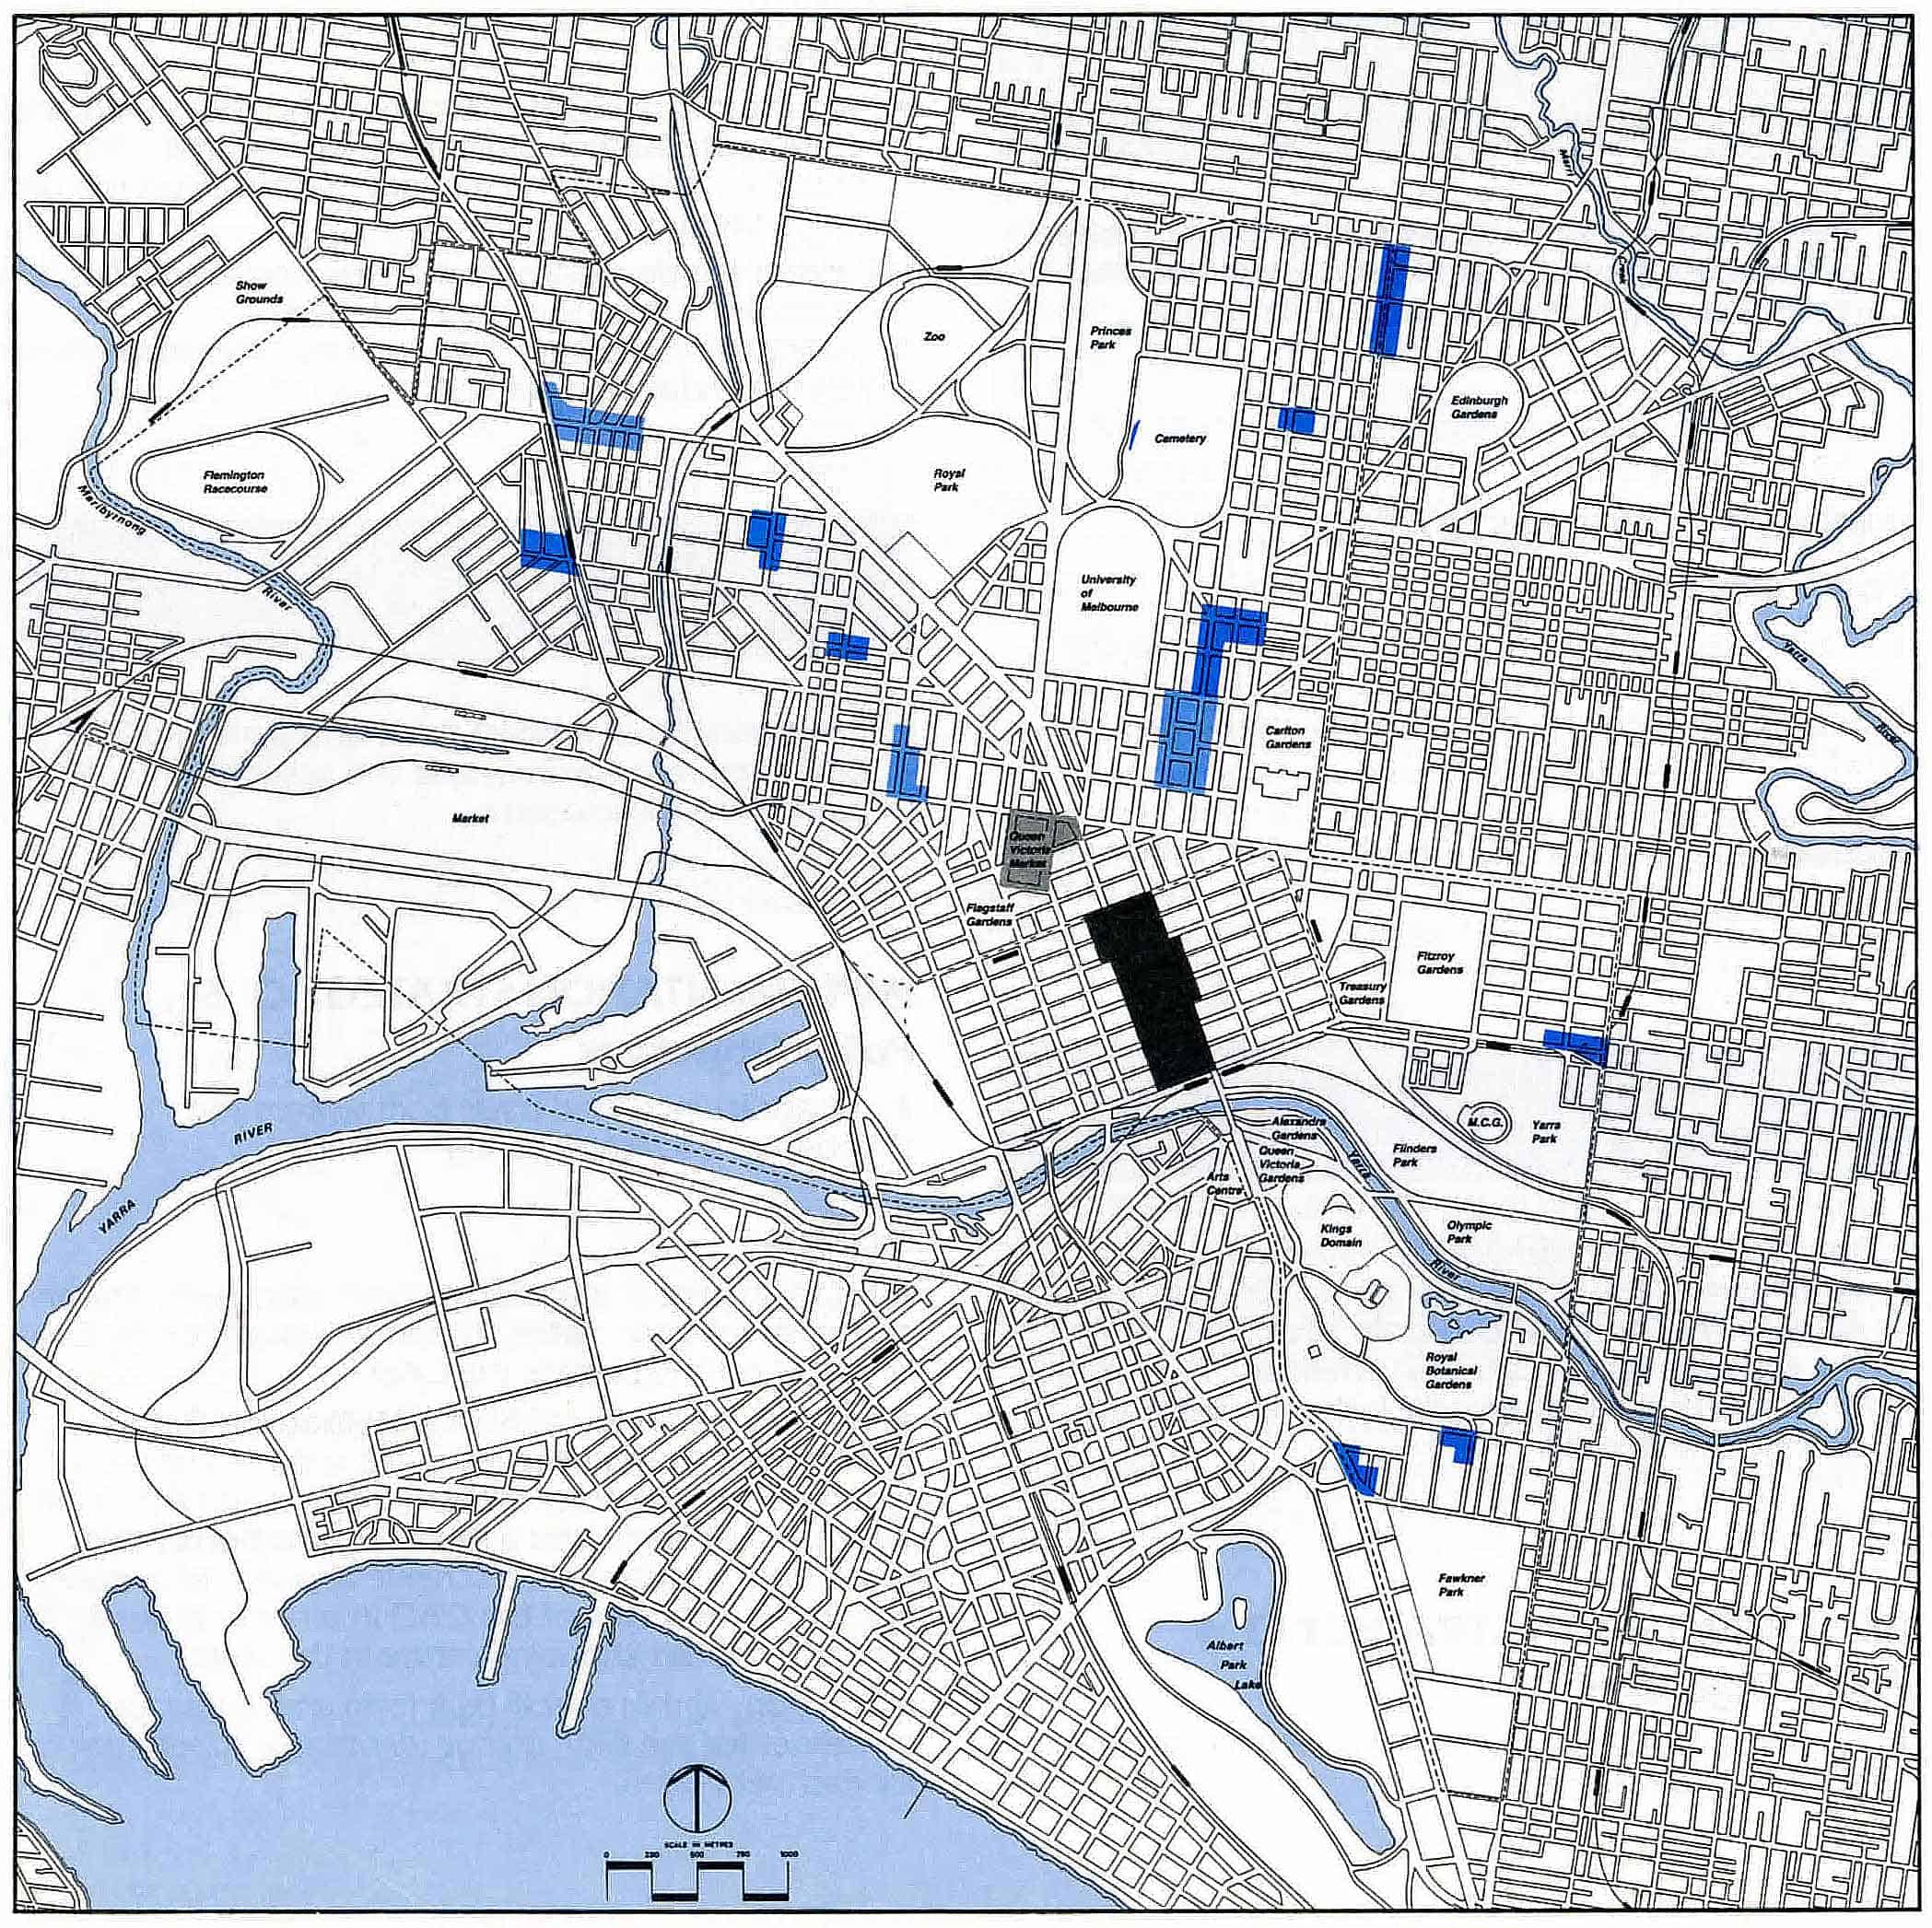 Merri
Creek
Show
Grounds
Zoo
Princes
Park
Edinburgh
Gardens
Cemetery
Flemington
Racecourse
Royal
Park
Maribyrnong
River
University
of
Melbourne
Yarra
River
Carlton
Gardens
Market
Queen
Victoria
Market
Flagstaff
Gardens
Fitzroy
Gardens
Treasury
Gardens
YARRA
RIVER
Alexandra
Gardens
M.C.G.
Yarra
Park
Queen
Victoria
Gardens
Flinders
Park
Yarra
River
Arts
Centre
Kings
Domain
Olympic
Park
Royal
Botanical
Gardens
Fawkner
Park
Albert
Park
Lake
SCALE IN METRES
0 250 500 750 1000